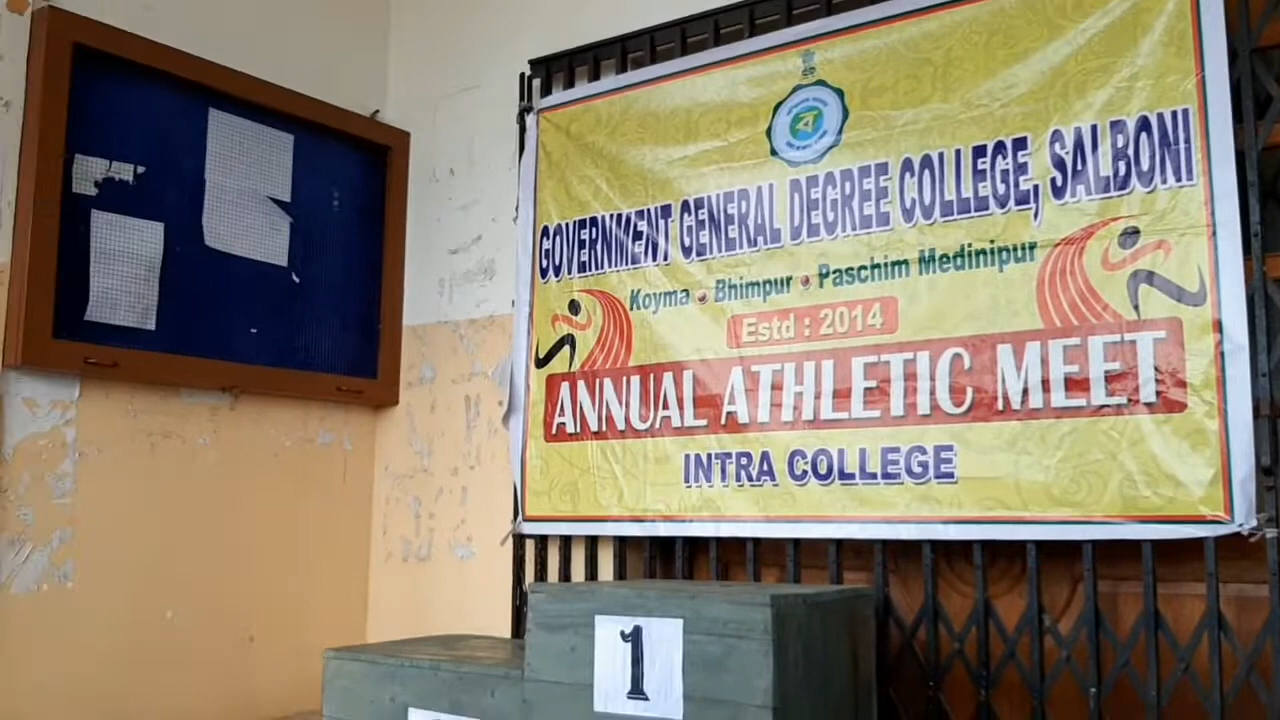 ব
GOVERNMENT GENERAL DEGREE COLLEGE, SALBONI
Koyma • Bhimpur • Paschim Medinipur
Estd : 2014
ANNUAL ATHLETIC MEET
INTRA COLLEGE
1